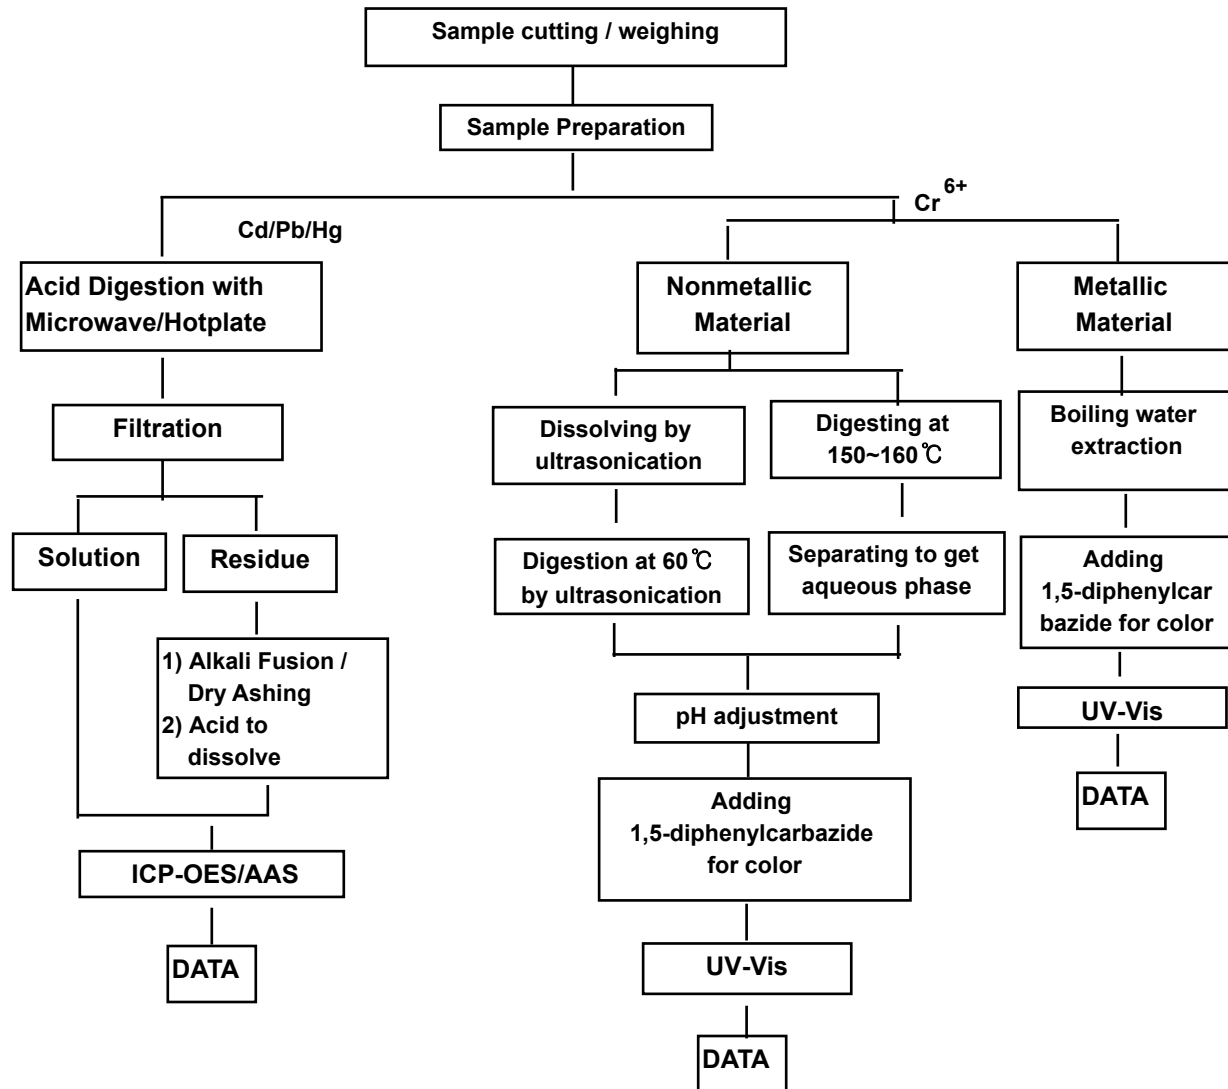 Sample cutting / weighing
Sample Preparation
Cd/Pb/Hg
Cr 6+
Acid Digestion with
Microwave/Hotplate
Nonmetallic
Material
Metallic
Material
Filtration
Dissolving by
ultrasonication
Digesting at
150~160℃
Boiling water
extraction
Solution
Residue
Digestion at 60℃
by ultrasonication
Separating to get
aqueous phase
Adding
1,5-diphenylcar
bazide for color
1) Alkali Fusion /
Dry Ashing
2) Acid to
dissolve
pH adjustment
UV-Vis
DATA
Adding
1,5-diphenylcarbazide
for color
ICP-OES/AAS
DATA
UV-Vis
DATA